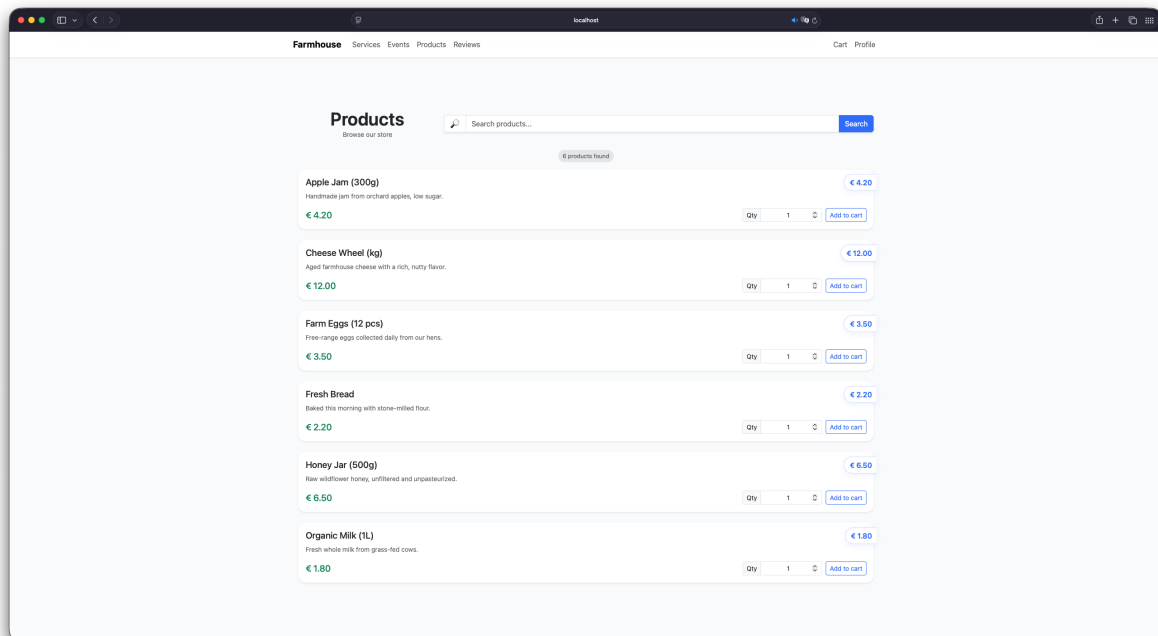 localhost
Farmhouse Services Events Products Reviews Cart Profile
Products
Browse our store
Search products... Search
6 products found
Apple Jam (300g) € 4.20
Handmade jam from orchard apples, low sugar.
€ 4.20 Qty 1 Add to cart
Cheese Wheel (kg) € 12.00
Aged farmhouse cheese with a rich, nutty flavor.
€ 12.00 Qty 1 Add to cart
Farm Eggs (12 pcs) € 3.50
Free-range eggs collected daily from our hens.
€ 3.50 Qty 1 Add to cart
Fresh Bread € 2.20
Baked this morning with stone-milled flour.
€ 2.20 Qty 1 Add to cart
Honey Jar (500g) € 6.50
Raw wildflower honey, unfiltered and unpasteurized.
€ 6.50 Qty 1 Add to cart
Organic Milk (1L) € 1.80
Fresh whole milk from grass-fed cows.
€ 1.80 Qty 1 Add to cart